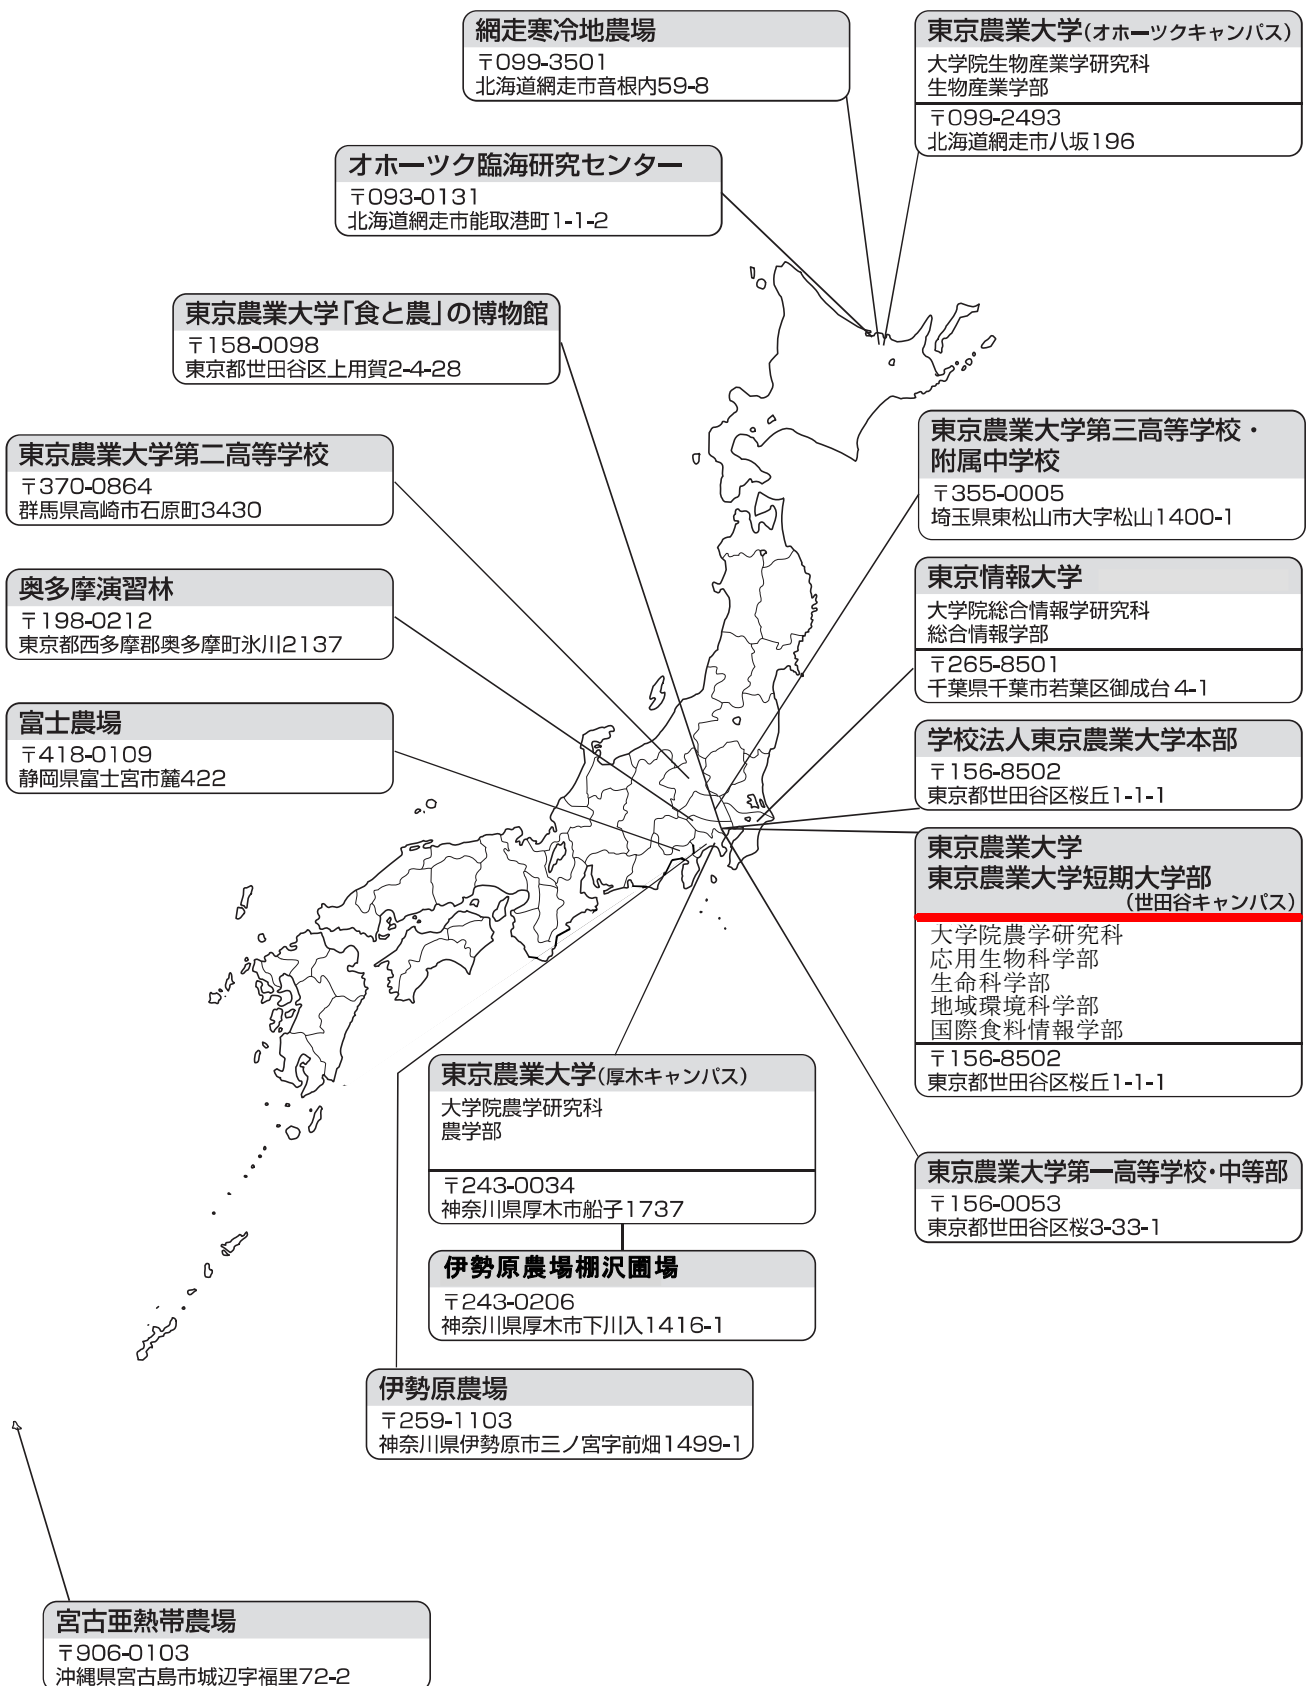 網走寒冷地農場
〒099-3501
北海道網走市音根内59-8
東京農業大学(オホーツクキャンパス)
大学院生物産業学研究科
生物産業学部
〒099-2493
北海道網走市八坂196
オホーツク臨海研究センター
〒093-0131
北海道網走市能取港町1-1-2
東京農業大学「食と農」の博物館
〒158-0098
東京都世田谷区上用賀2-4-28
東京農業大学第二高等学校
〒370-0864
群馬県高崎市石原町3430
東京農業大学第三高等学校・
附属中学校
〒355-0005
埼玉県東松山市大字松山1400-1
奥多摩演習林
〒198-0212
東京都西多摩郡奥多摩町氷川2137
東京情報大学
大学院総合情報学研究科
総合情報学部
〒265-8501
千葉県千葉市若葉区御成台4-1
富士農場
〒418-0109
静岡県富士宮市麓422
学校法人東京農業大学本部
〒156-8502
東京都世田谷区桜丘1-1-1
東京農業大学
東京農業大学短期大学部
(世田谷キャンパス)
大学院農学研究科
応用生物科学部
生命科学部
地域環境科学部
国際食料情報学部
〒156-8502
東京都世田谷区桜丘1-1-1
東京農業大学(厚木キャンパス)
大学院農学研究科
農学部
〒243-0034
神奈川県厚木市船子1737
東京農業大学第一高等学校・中等部
〒156-0053
東京都世田谷区桜3-33-1
伊勢原農場棚沢圃場
〒243-0206
神奈川県厚木市下川入1416-1
伊勢原農場
〒259-1103
神奈川県伊勢原市三ノ宮字前畑1499-1
宮古亜熱帯農場
〒906-0103
沖縄県宮古島市城辺字福里72-2